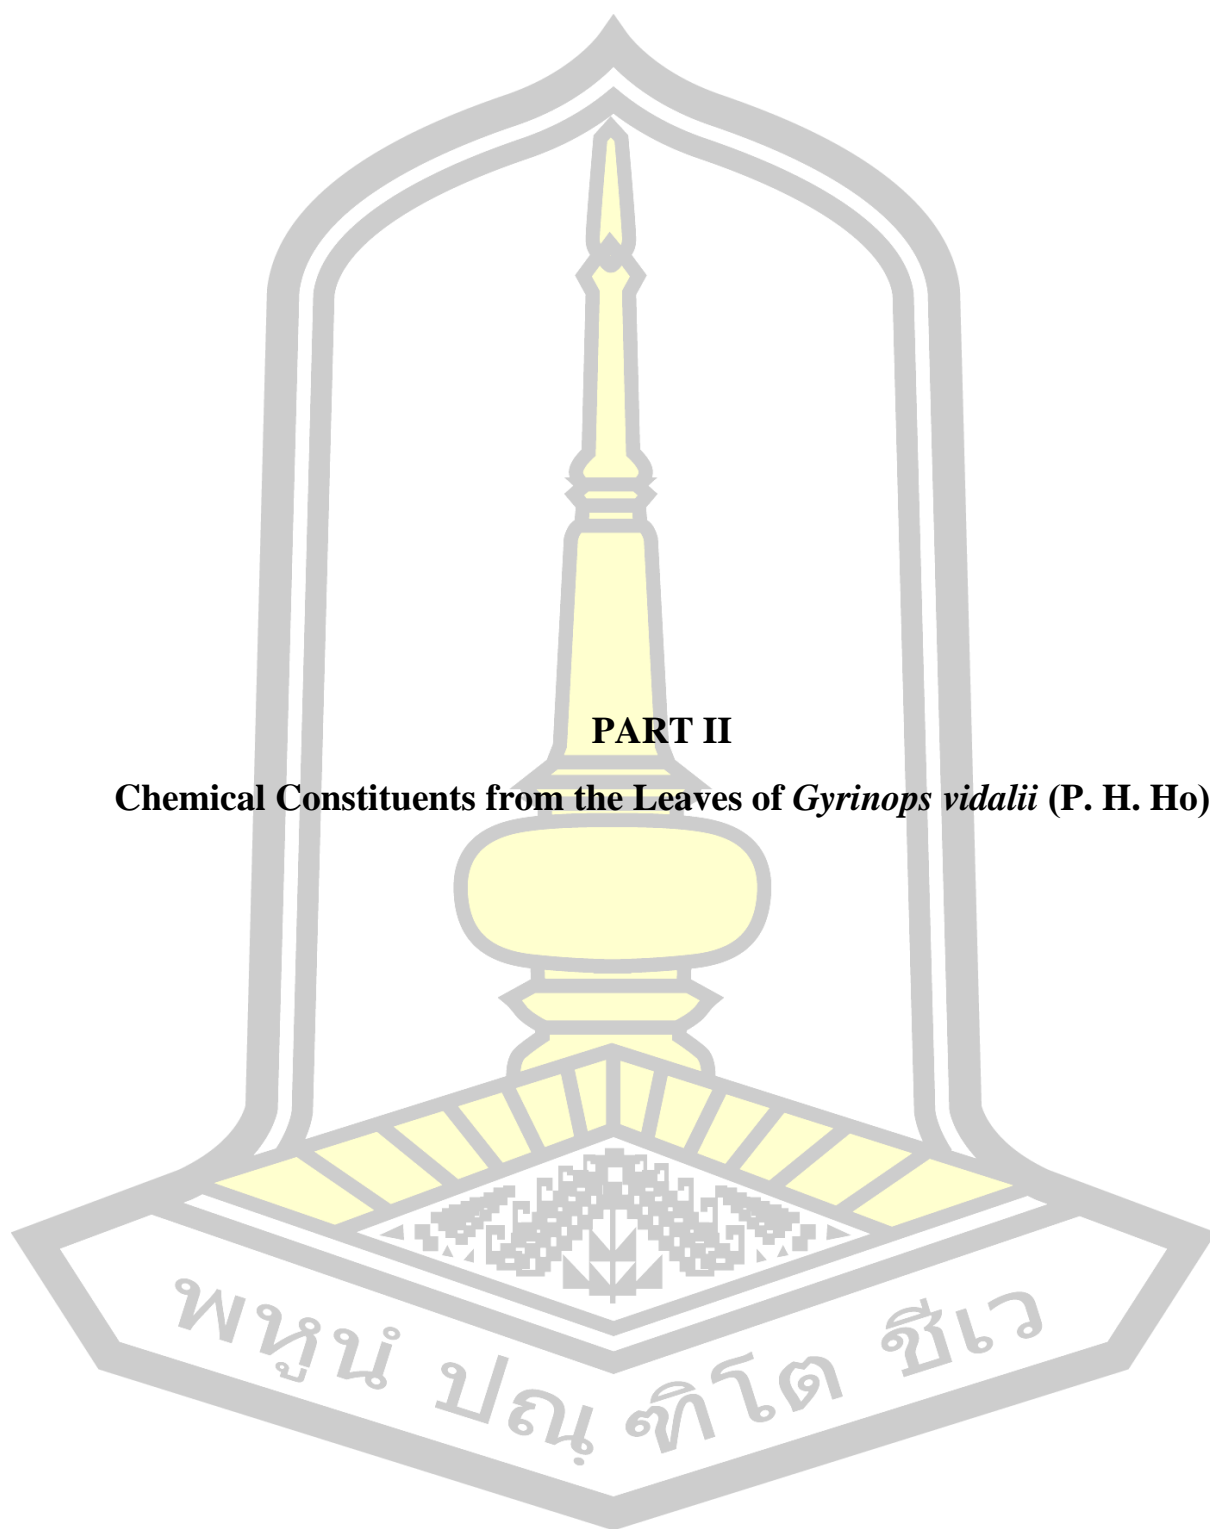 PART II
Chemical Constituents from the Leaves of Gyrinops vidalii (P. H. Ho)
พหูนํ ปณฺฑิโต ชีเว